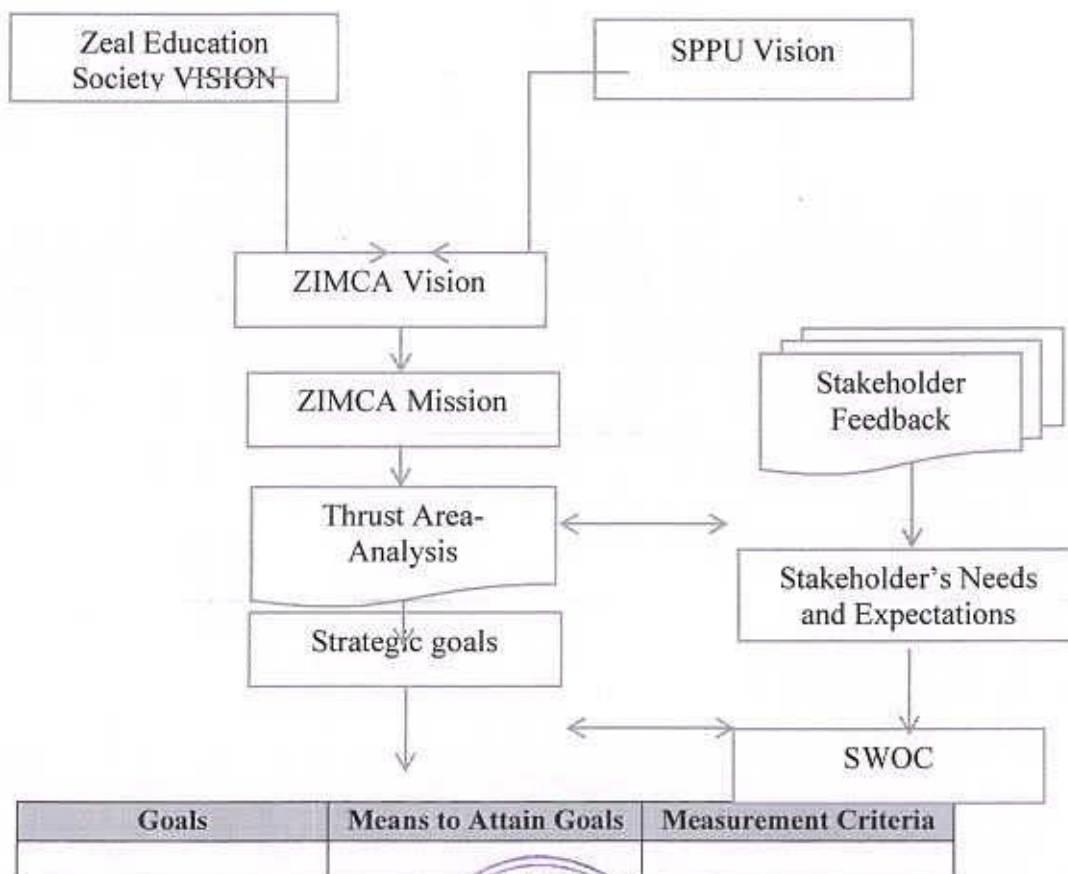 Zeal Education
Society VISION
SPPU Vision
ZIMCA Vision
ZIMCA Mission
Stakeholder
Feedback
Thrust Area-
Analysis
Stakeholder's Needs
and Expectations
Strategic goals
SWOC
Goals Means to Attain Goals Measurement Criteria